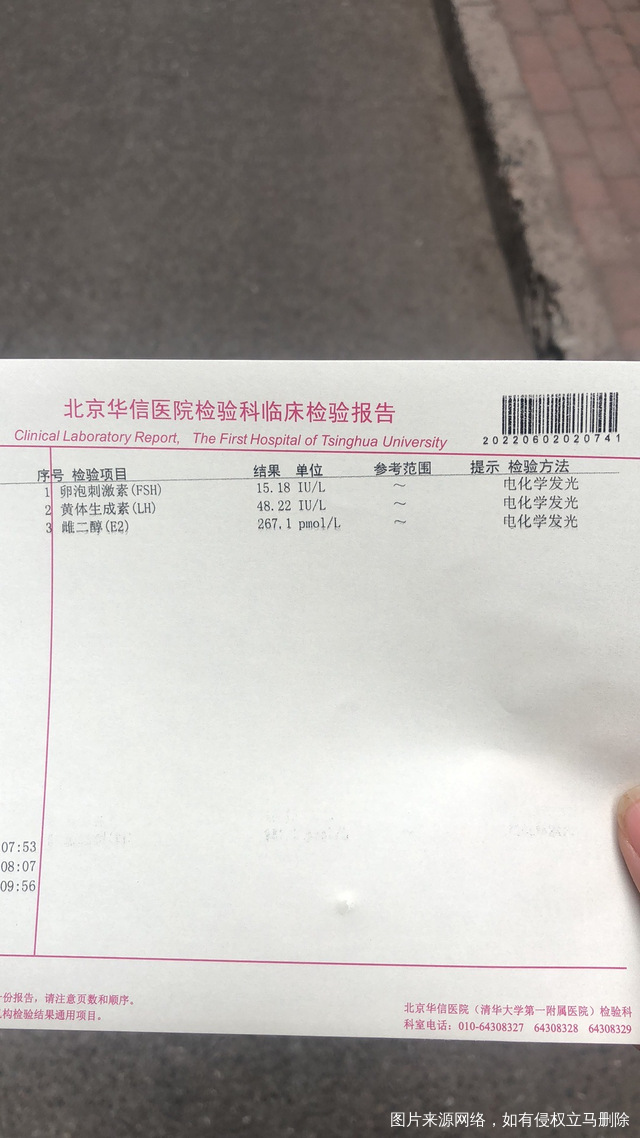 北京华信医院检验科临床检验报告
Clinical Laboratory Report, The First Hospital of Tsinghua University
20220602020741
序号 检验项目 结果 单位 参考范围 提示 检验方法
1 卵泡刺激素(FSH) 15.18 IU/L ~ 电化学发光
2 黄体生成素(LH) 48.22 IU/L ~ 电化学发光
3 雌二醇(E2) 267.1 pmol/L ~ 电化学发光
07:53
08:07
09:56
份报告，请注意页数和顺序。
构检验结果通用项目。
北京华信医院（清华大学第一附属医院）检验科
科室电话：010-64308327 64308328 64308329
图片来源网络，如有侵权立马删除